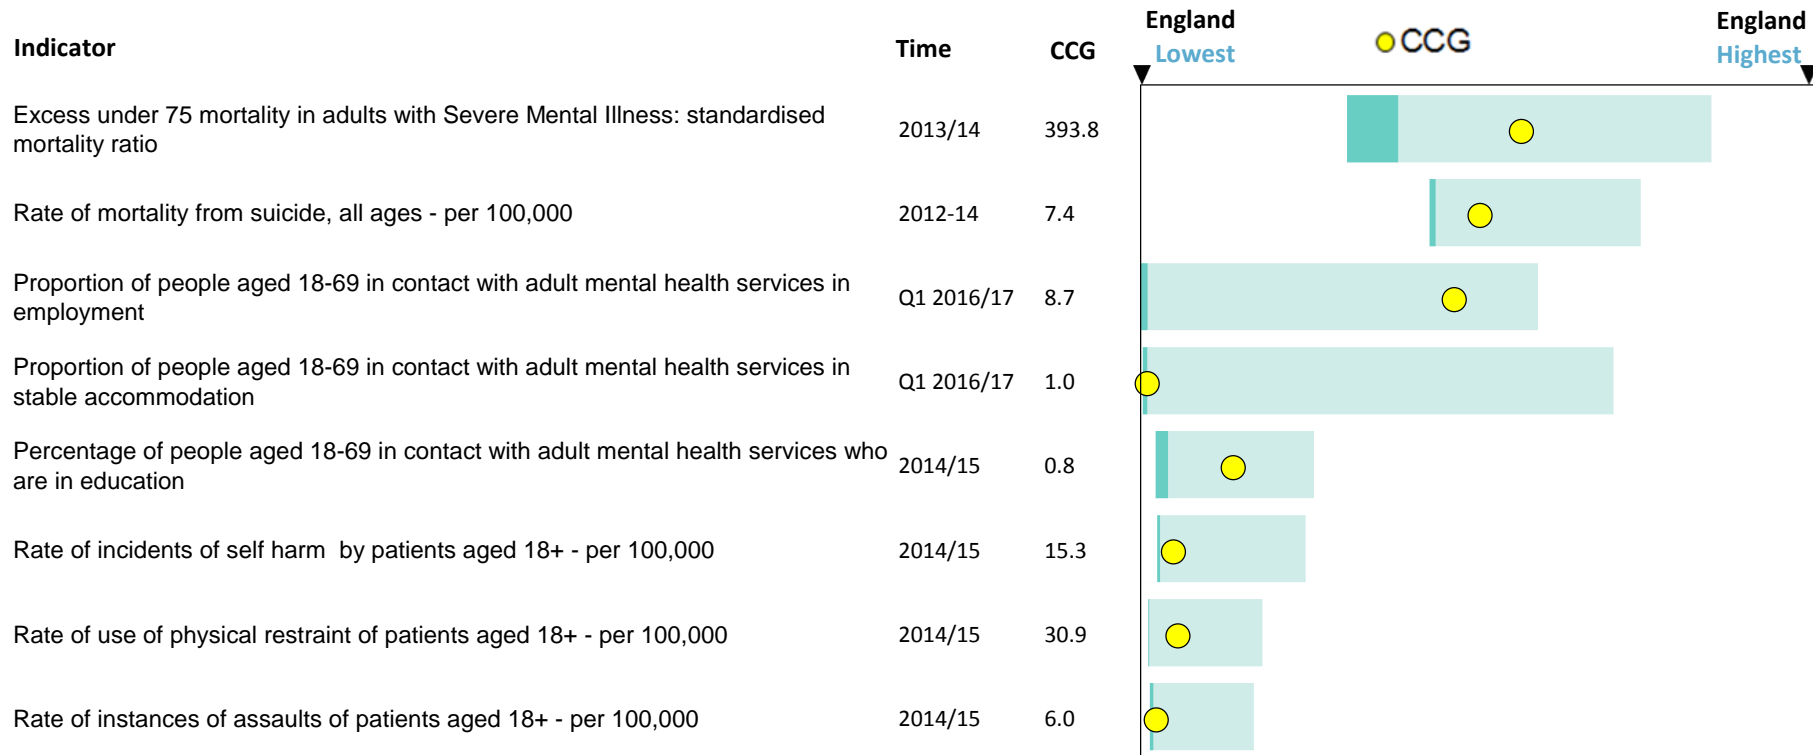 England England
Indicator Time CCG Lowest CCG Highest
Excess under 75 mortality in adults with Severe Mental Illness: standardised
mortality ratio 2013/14 393.8
Rate of mortality from suicide, all ages - per 100,000 2012-14 7.4
Proportion of people aged 18-69 in contact with adult mental health services in
employment Q1 2016/17 8.7
Proportion of people aged 18-69 in contact with adult mental health services in
stable accommodation Q1 2016/17 1.0
Percentage of people aged 18-69 in contact with adult mental health services who
are in education 2014/15 0.8
Rate of incidents of self harm  by patients aged 18+ - per 100,000 2014/15 15.3
Rate of use of physical restraint of patients aged 18+ - per 100,000 2014/15 30.9
Rate of instances of assaults of patients aged 18+ - per 100,000 2014/15 6.0